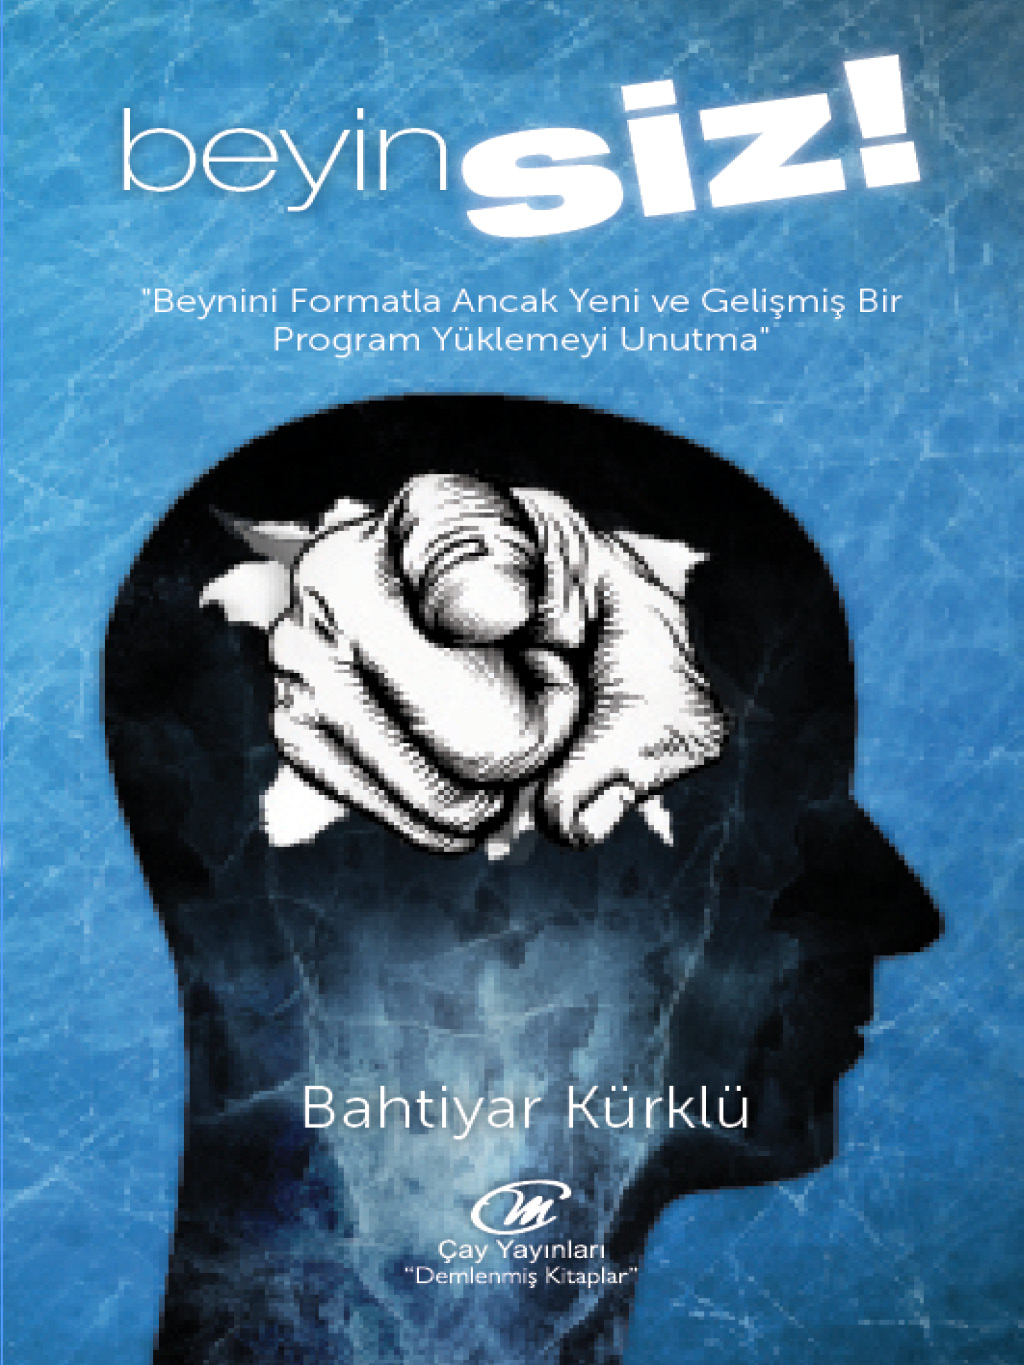 beyinsiz!
"Beynini Formatla Ancak Yeni ve Gelişmiş Bir
Program Yüklemeyi Unutma"
Bahtiyar Kürklü
Çay Yayınları
“Demlenmiş Kitaplar”